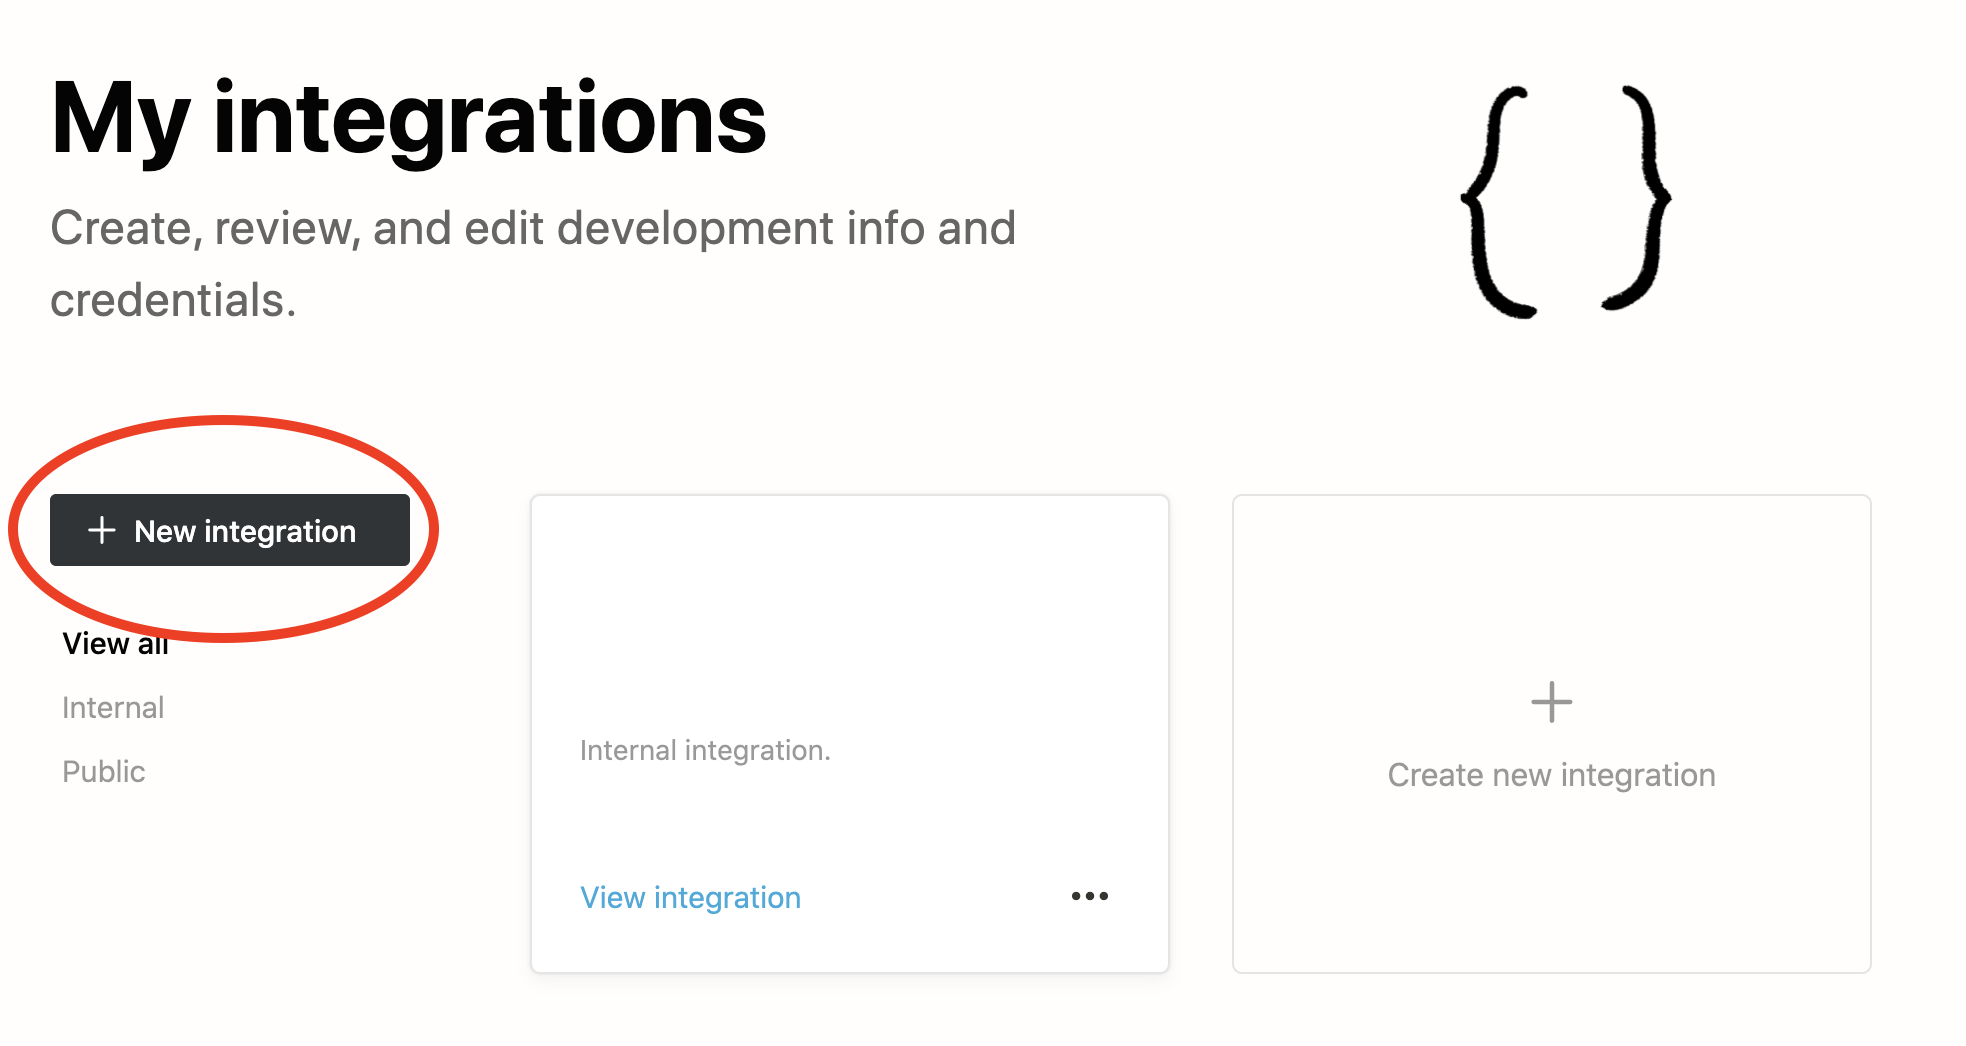 My integrations
Create, review, and edit development info and
credentials.
{ }
+ New integration
View all
Internal
Public
Internal integration.
View integration
•••
+
Create new integration